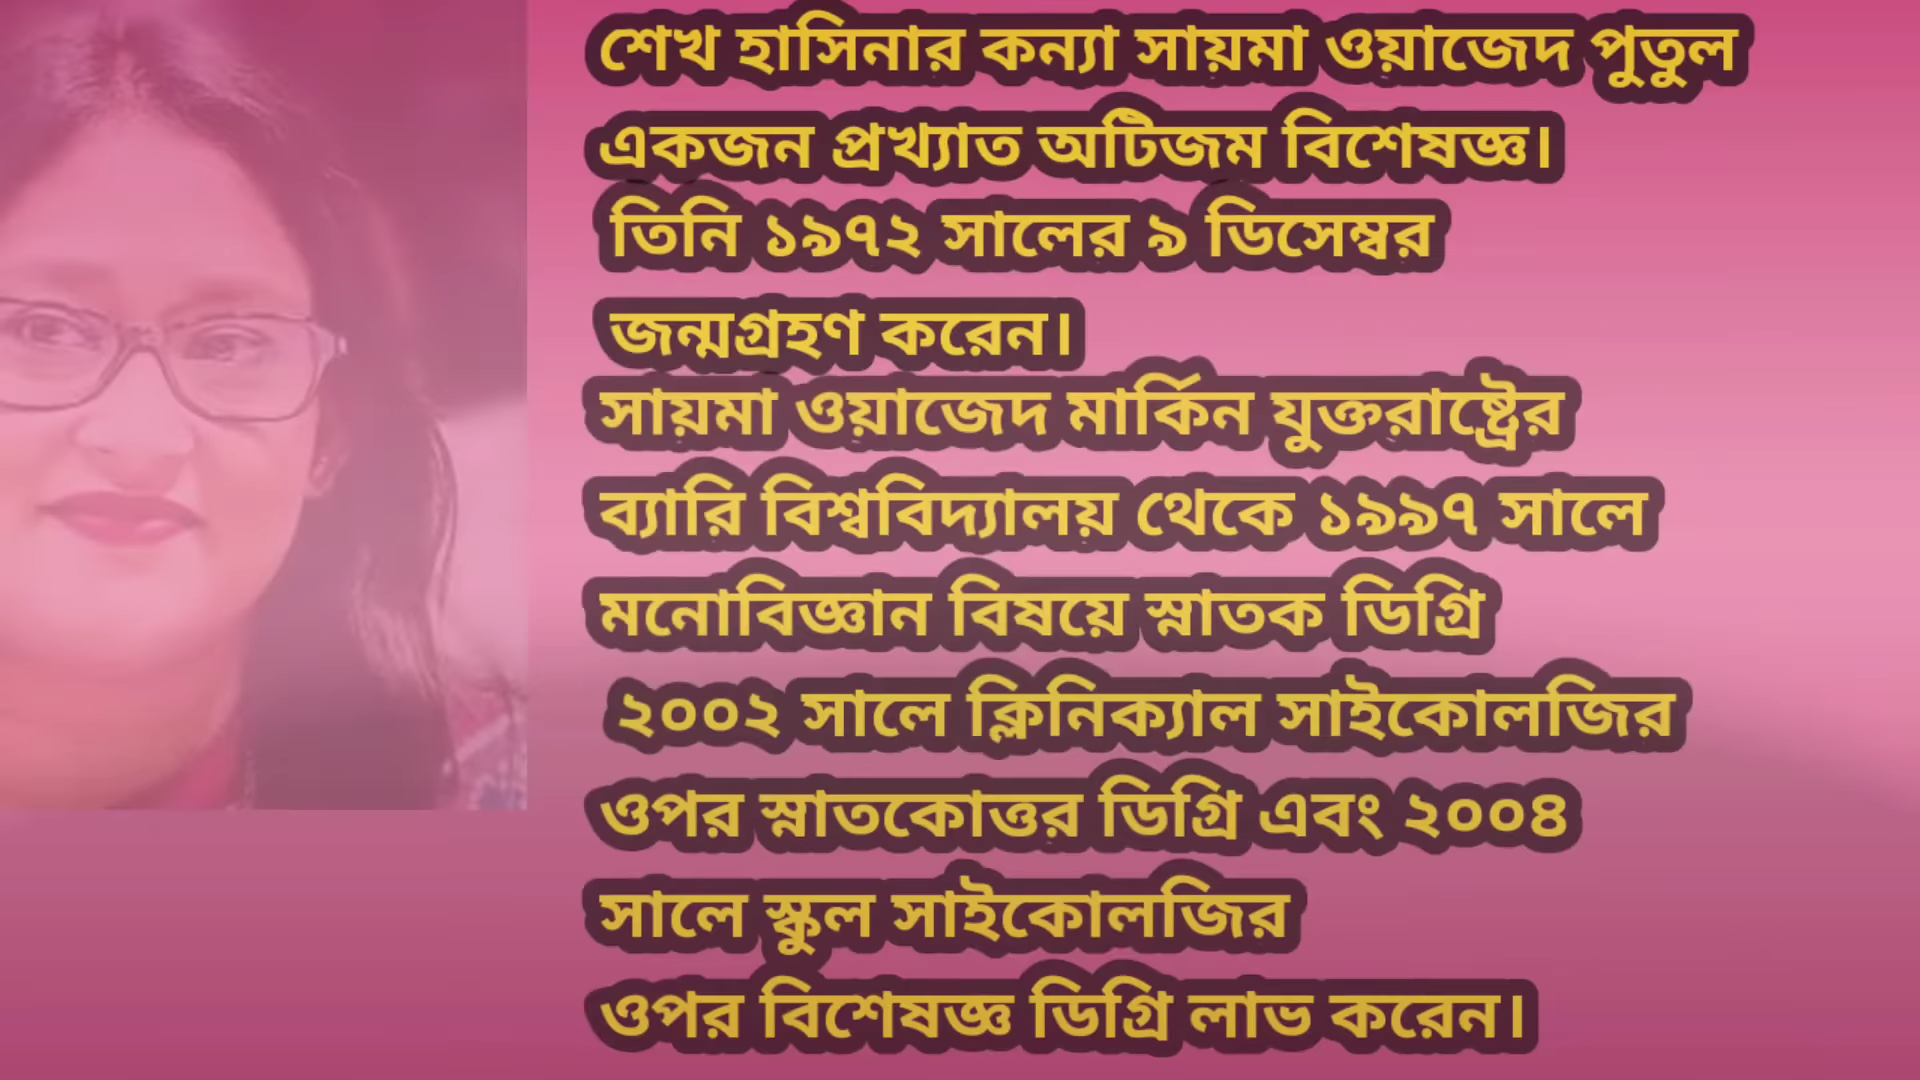 শেখ হাসিনার কন্যা সায়মা ওয়াজেদ পুতুল
একজন প্রখ্যাত অটিজম বিশেষজ্ঞ।
তিনি ১৯৭২ সালের ৯ ডিসেম্বর
জন্মগ্রহণ করেন।
সায়মা ওয়াজেদ মার্কিন যুক্তরাষ্ট্রের
ব্যারি বিশ্ববিদ্যালয় থেকে ১৯৯৭ সালে
মনোবিজ্ঞান বিষয়ে স্নাতক ডিগ্রি
২০০২ সালে ক্লিনিক্যাল সাইকোলজির
ওপর স্নাতকোত্তর ডিগ্রি এবং ২০০৪
সালে স্কুল সাইকোলজির
ওপর বিশেষজ্ঞ ডিগ্রি লাভ করেন।